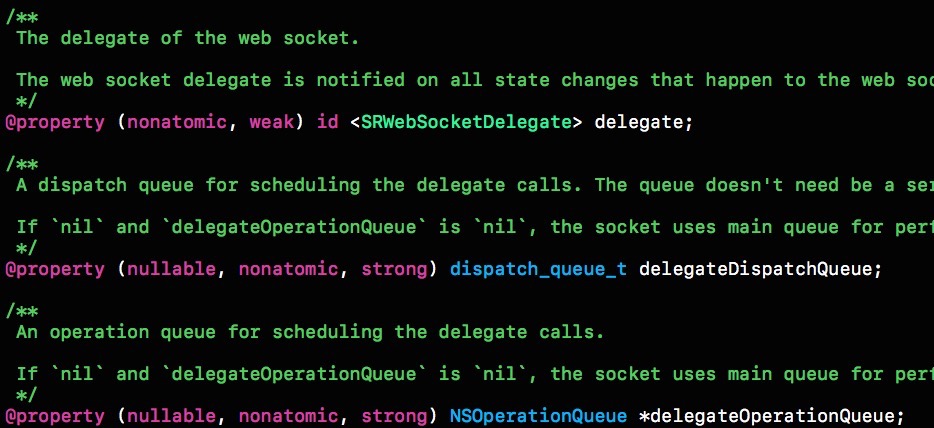 /**
The delegate of the web socket.
The web socket delegate is notified on all state changes that happen to the web
*/
@property (nonatomic, weak) id <SRWebSocketDelegate> delegate;
/**
A dispatch queue for scheduling the delegate calls. The queue doesn't need be a
If `nil` and `delegateOperationQueue` is `nil`, the socket uses main queue for
*/
@property (nullable, nonatomic, strong) dispatch_queue_t delegateDispatchQueue;
/**
An operation queue for scheduling the delegate calls.
If `nil` and `delegateOperationQueue` is `nil`, the socket uses main queue for
*/
@property (nullable, nonatomic, strong) NSOperationQueue *delegateOperationQueue;